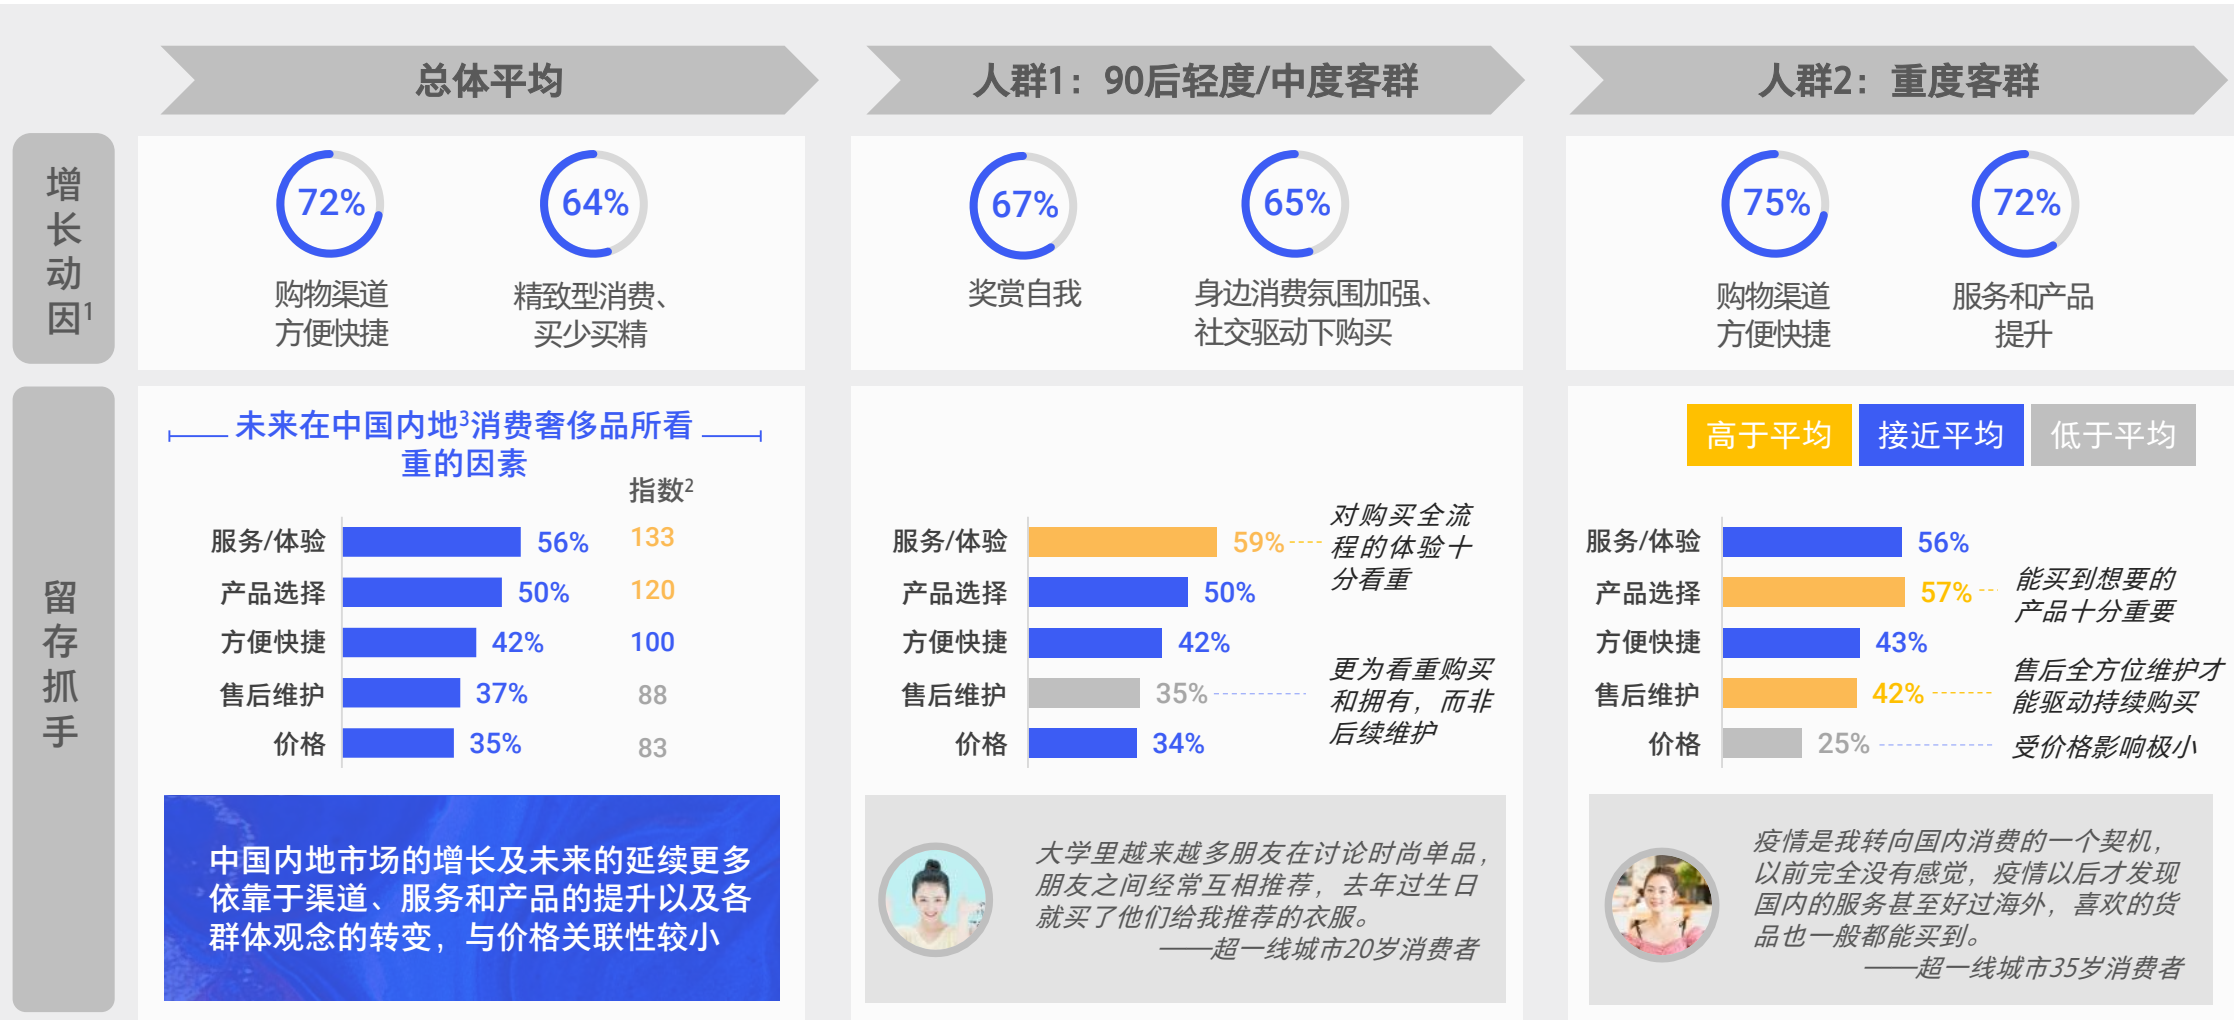 总体平均
人群1：90后轻度/中度客群
人群2：重度客群
增
长
动
因1
72%
购物渠道
方便快捷
64%
精致型消费、
买少买精
67%
奖赏自我
65%
身边消费氛围加强、
社交驱动下购买
75%
购物渠道
方便快捷
72%
服务和产品
提升
留
存
抓
手
未来在中国内地3消费奢侈品所看
重的因素
指数2
服务/体验 56% 133
产品选择 50% 120
方便快捷 42% 100
售后维护 37% 88
价格 35% 83
中国内地市场的增长及未来的延续更多
依靠于渠道、服务和产品的提升以及各
群体观念的转变，与价格关联性较小
服务/体验 59%
产品选择 50%
方便快捷 42%
售后维护 35%
价格 34%
对购买全流
程的体验十
分看重
更为看重购买
和拥有，而非
后续维护
大学里越来越多朋友在讨论时尚单品，
朋友之间经常互相推荐，去年过生日
就买了他们给我推荐的衣服。
——超一线城市20岁消费者
高于平均
接近平均
低于平均
服务/体验 56%
产品选择 57%
方便快捷 43%
售后维护 42%
价格 25%
能买到想要的
产品十分重要
售后全方位维护才
能驱动持续购买
受价格影响极小
疫情是我转向国内消费的一个契机，
以前完全没有感觉，疫情以后才发现
国内的服务甚至好过海外，喜欢的货
品也一般都能买到。
——超一线城市35岁消费者